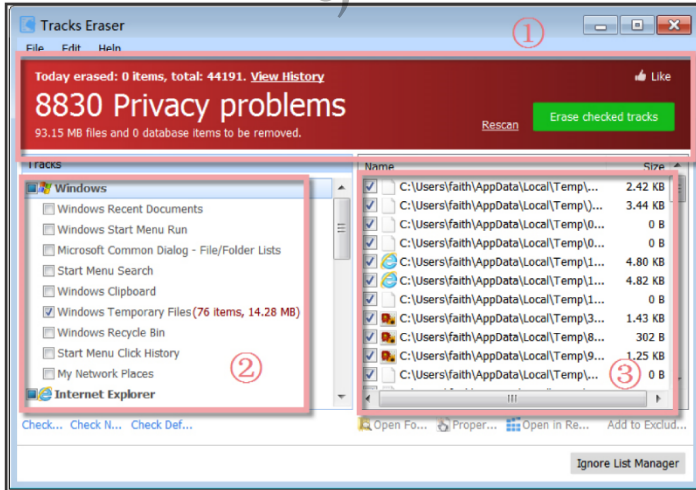 Tracks Eraser
①
File Edit Help
Today erased: 0 items, total: 44191. View History
Like
8830 Privacy problems
Rescan
Erase checked tracks
93.15 MB files and 0 database items to be removed.
Tracks
Windows
Windows Recent Documents
Windows Start Menu Run
Microsoft Common Dialog - File/Folder Lists
Start Menu Search
Windows Clipboard
Windows Temporary Files (76 items, 14.28 MB)
Windows Recycle Bin
Start Menu Click History
My Network Places
Internet Explorer
②
Check... Check N... Check Def...
Name Size
C:\Users\faith\AppData\Local\Temp\... 2.42 KB
C:\Users\faith\AppData\Local\Temp\)... 3.44 KB
C:\Users\faith\AppData\Local\Temp\0... 0 B
C:\Users\faith\AppData\Local\Temp\0... 0 B
C:\Users\faith\AppData\Local\Temp\1... 4.80 KB
C:\Users\faith\AppData\Local\Temp\1... 4.82 KB
C:\Users\faith\AppData\Local\Temp\1... 0 B
C:\Users\faith\AppData\Local\Temp\3... 1.43 KB
C:\Users\faith\AppData\Local\Temp\8... 302 B
C:\Users\faith\AppData\Local\Temp\9... 1.25 KB
C:\Users\faith\AppData\Local\Temp\... 0 B
③
Open Fo... Proper... Open in Re... Add to Exclud...
Ignore List Manager